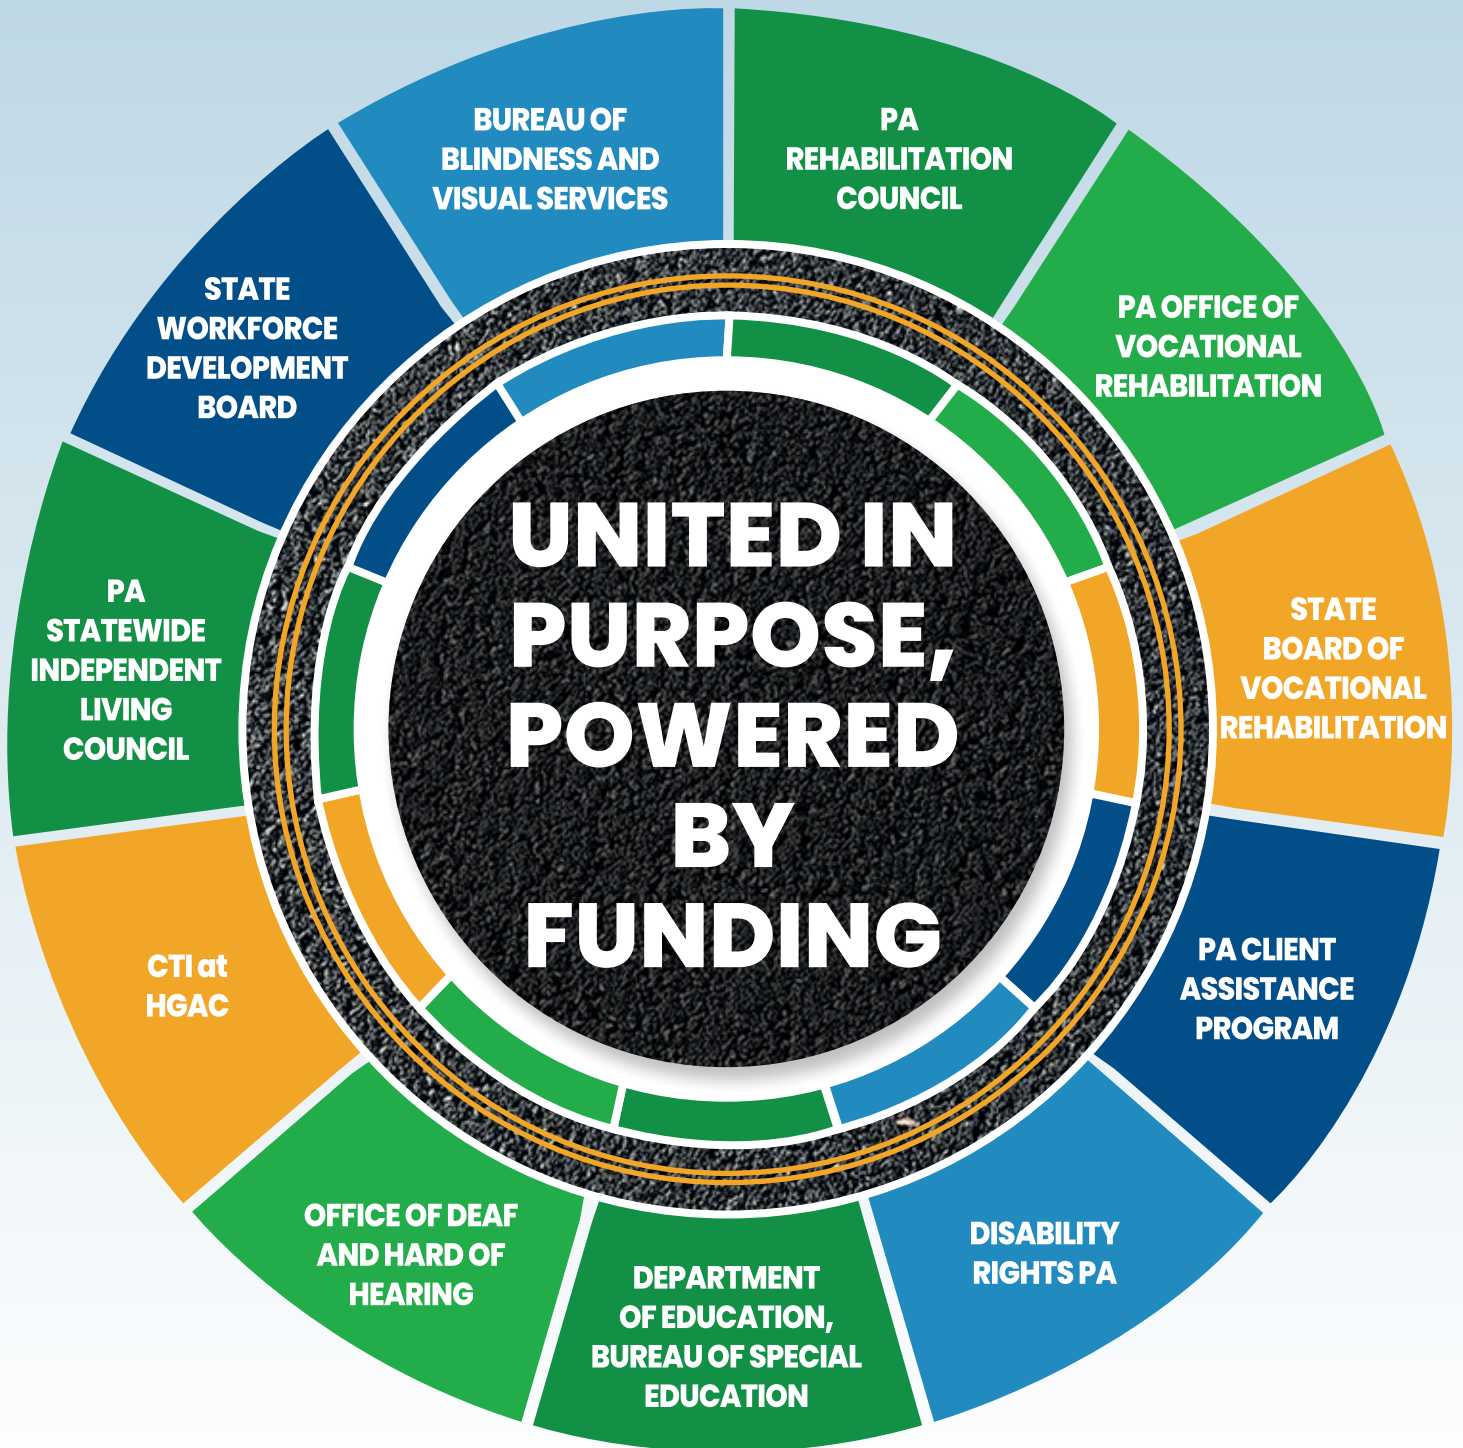 BUREAU OF
BLINDNESS AND
VISUAL SERVICES
PA
REHABILITATION
COUNCIL
PA OFFICE OF
VOCATIONAL
REHABILITATION
STATE
BOARD OF
VOCATIONAL
REHABILITATION
PA CLIENT
ASSISTANCE
PROGRAM
DISABILITY
RIGHTS PA
DEPARTMENT
OF EDUCATION,
BUREAU OF SPECIAL
EDUCATION
OFFICE OF DEAF
AND HARD OF
HEARING
CTI at
HGAC
PA
STATEWIDE
INDEPENDENT
LIVING
COUNCIL
STATE
WORKFORCE
DEVELOPMENT
BOARD
UNITED IN
PURPOSE,
POWERED
BY
FUNDING